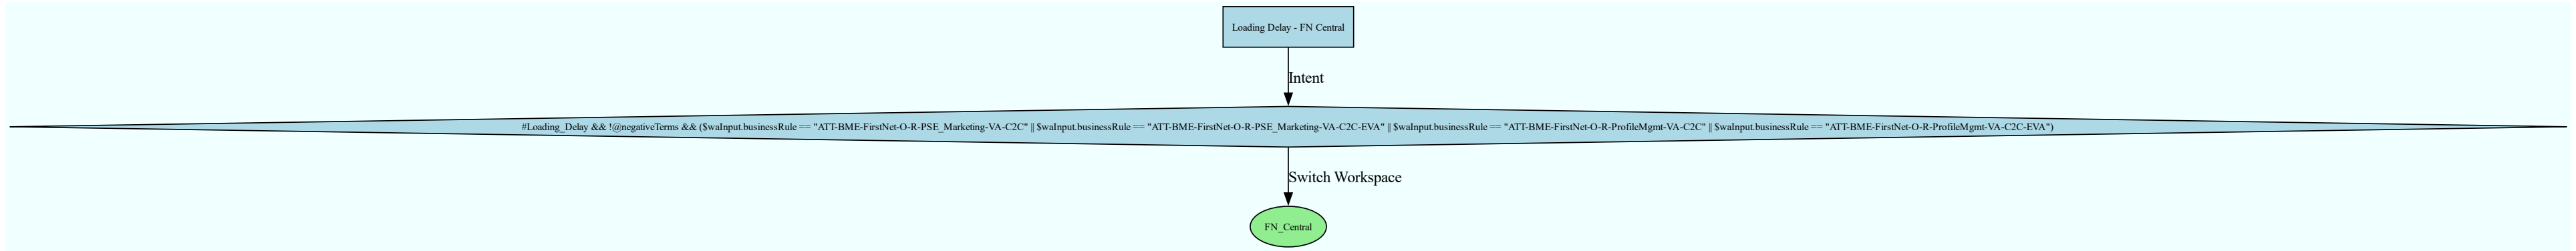 Loading Delay - FN Central
Intent
#Loading_Delay && !@negativeTerms && ($waInput.businessRule == "ATT-BME-FirstNet-O-R-PSE_Marketing-VA-C2C" || $waInput.businessRule == "ATT-BME-FirstNet-O-R-PSE_Marketing-VA-C2C-EVA" || $waInput.businessRule == "ATT-BME-FirstNet-O-R-ProfileMgmt-VA-C2C" || $waInput.businessRule == "ATT-BME-FirstNet-O-R-ProfileMgmt-VA-C2C-EVA")
Switch Workspace
FN_Central